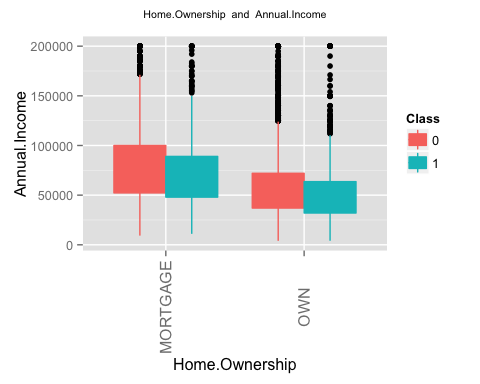 Home.Ownership and Annual.Income
200000
150000
100000
50000
0
Annual.Income
MORTGAGE
OWN
Home.Ownership
Class
0
1